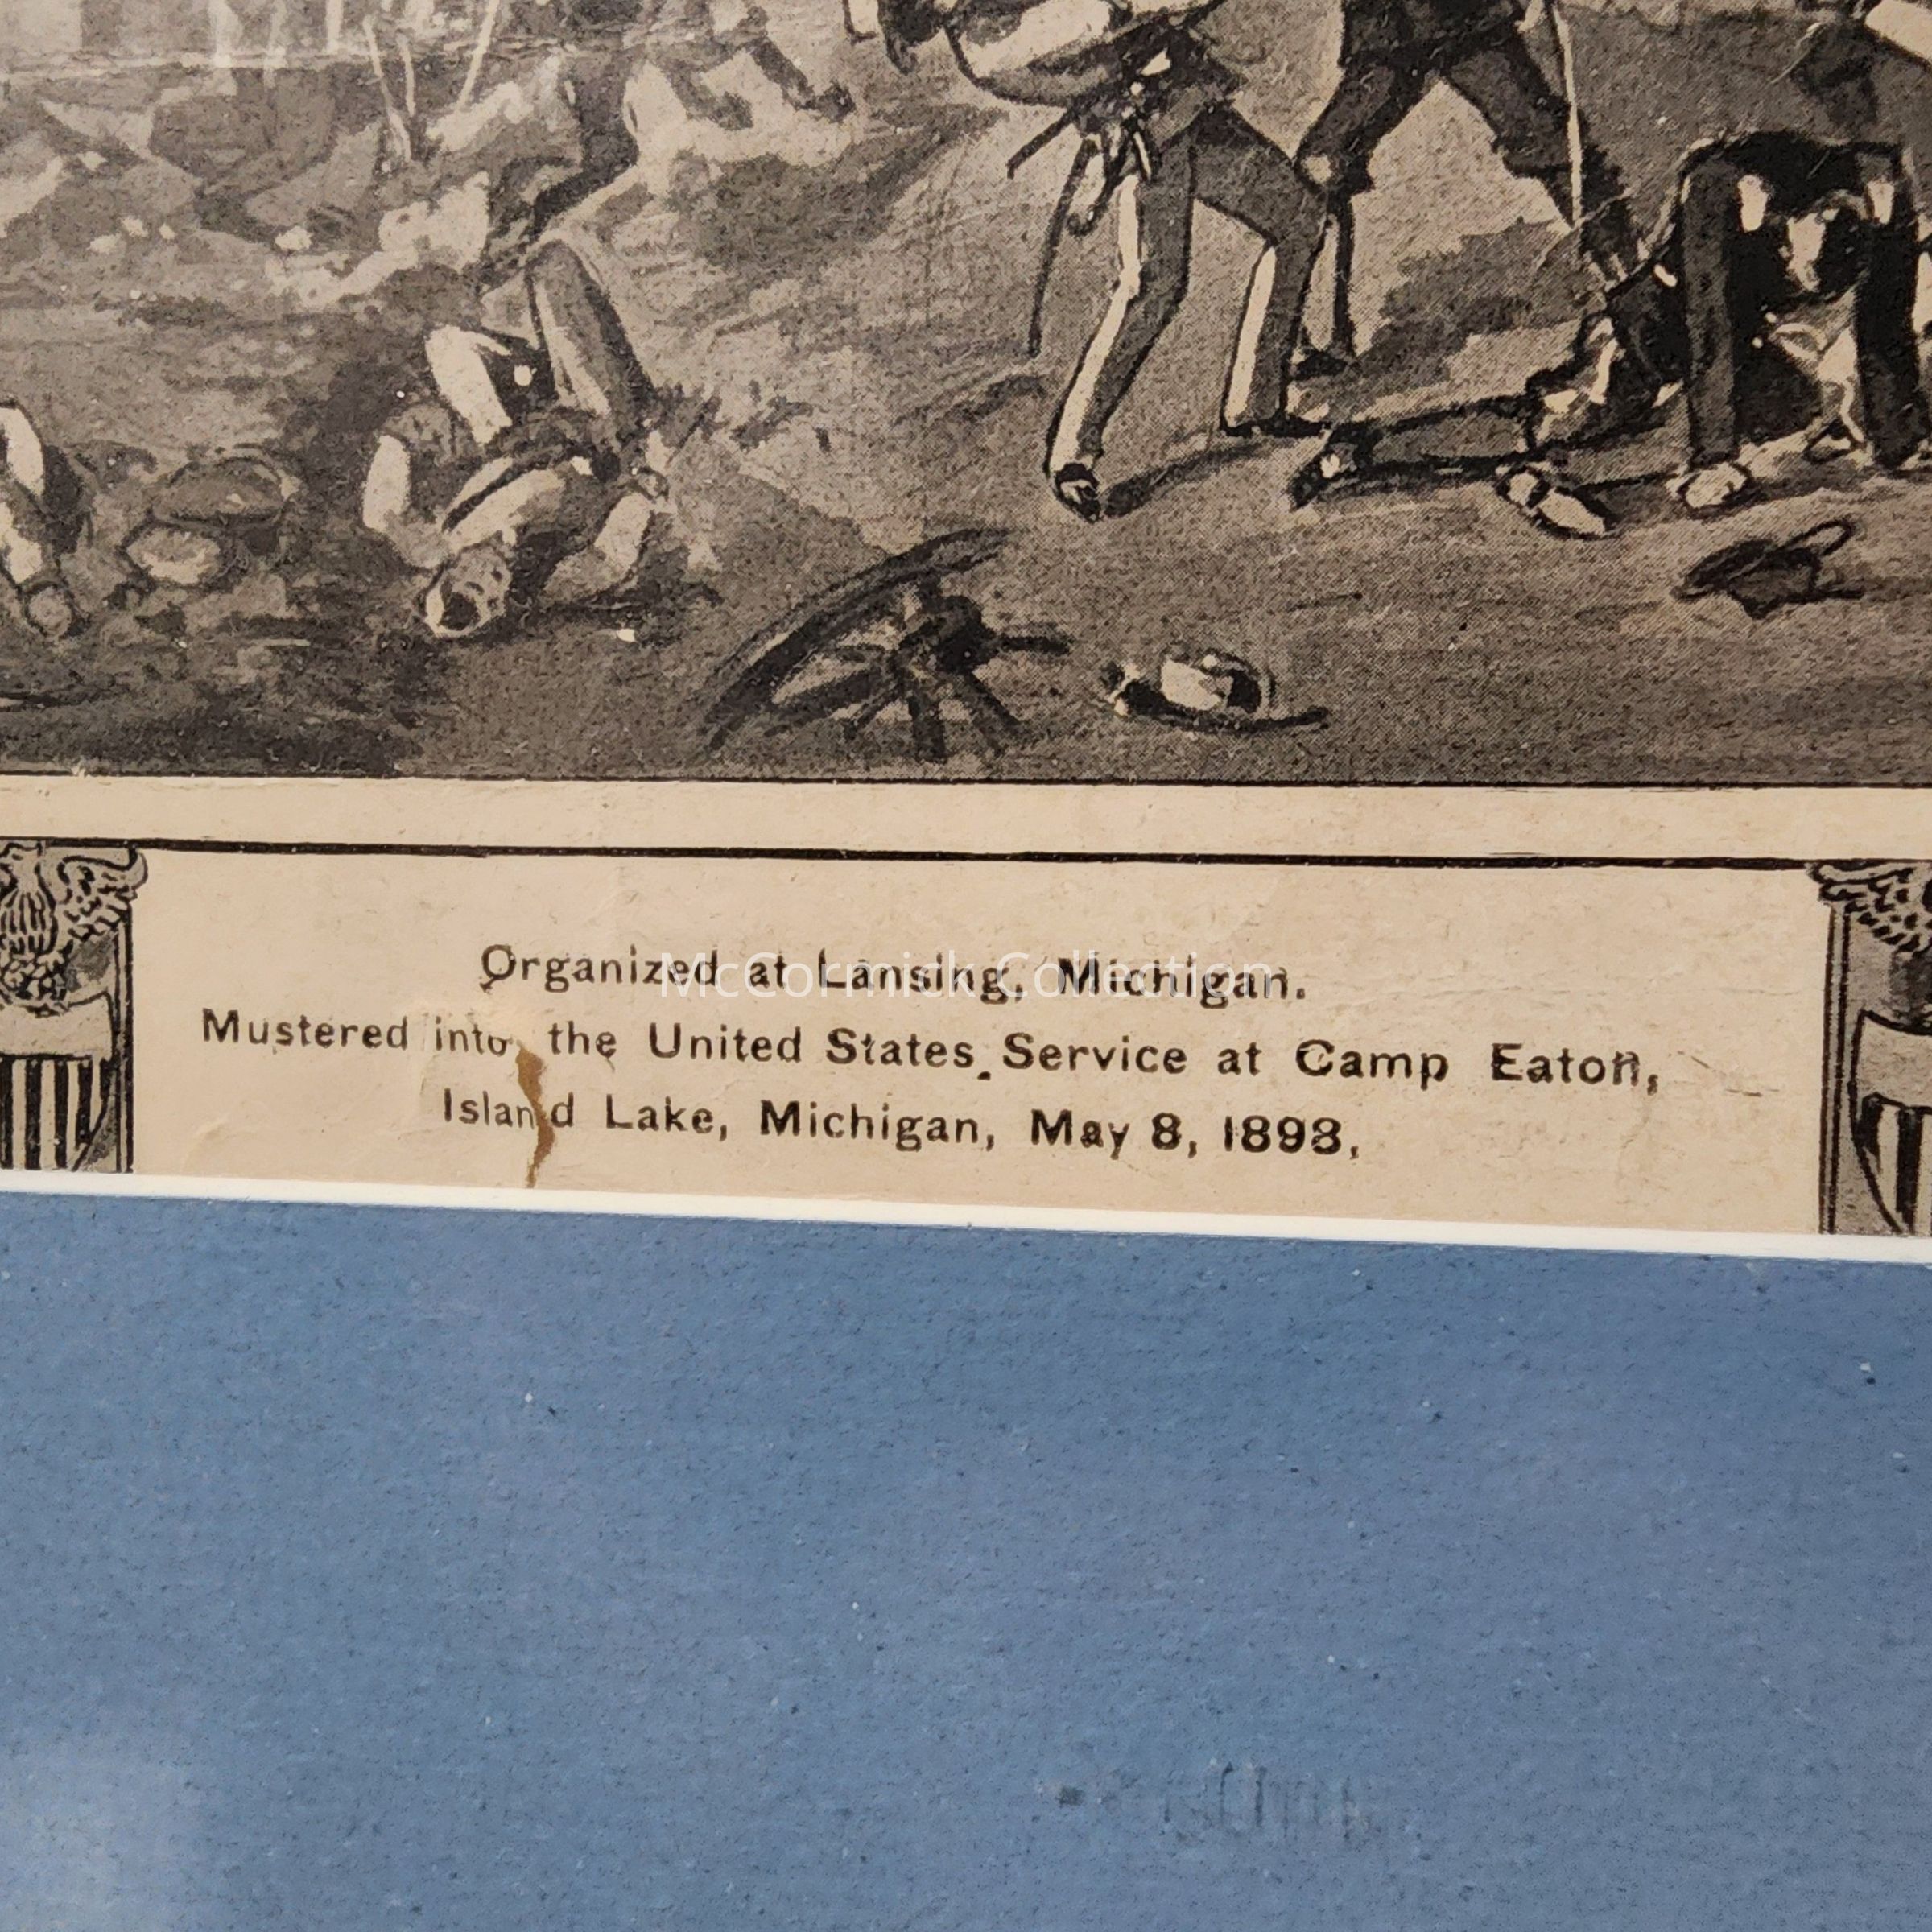 Organized at Lansing, Michigan.
McCormick Collection
Mustered into the United States Service at Camp Eaton,
Island Lake, Michigan, May 8, 1898,